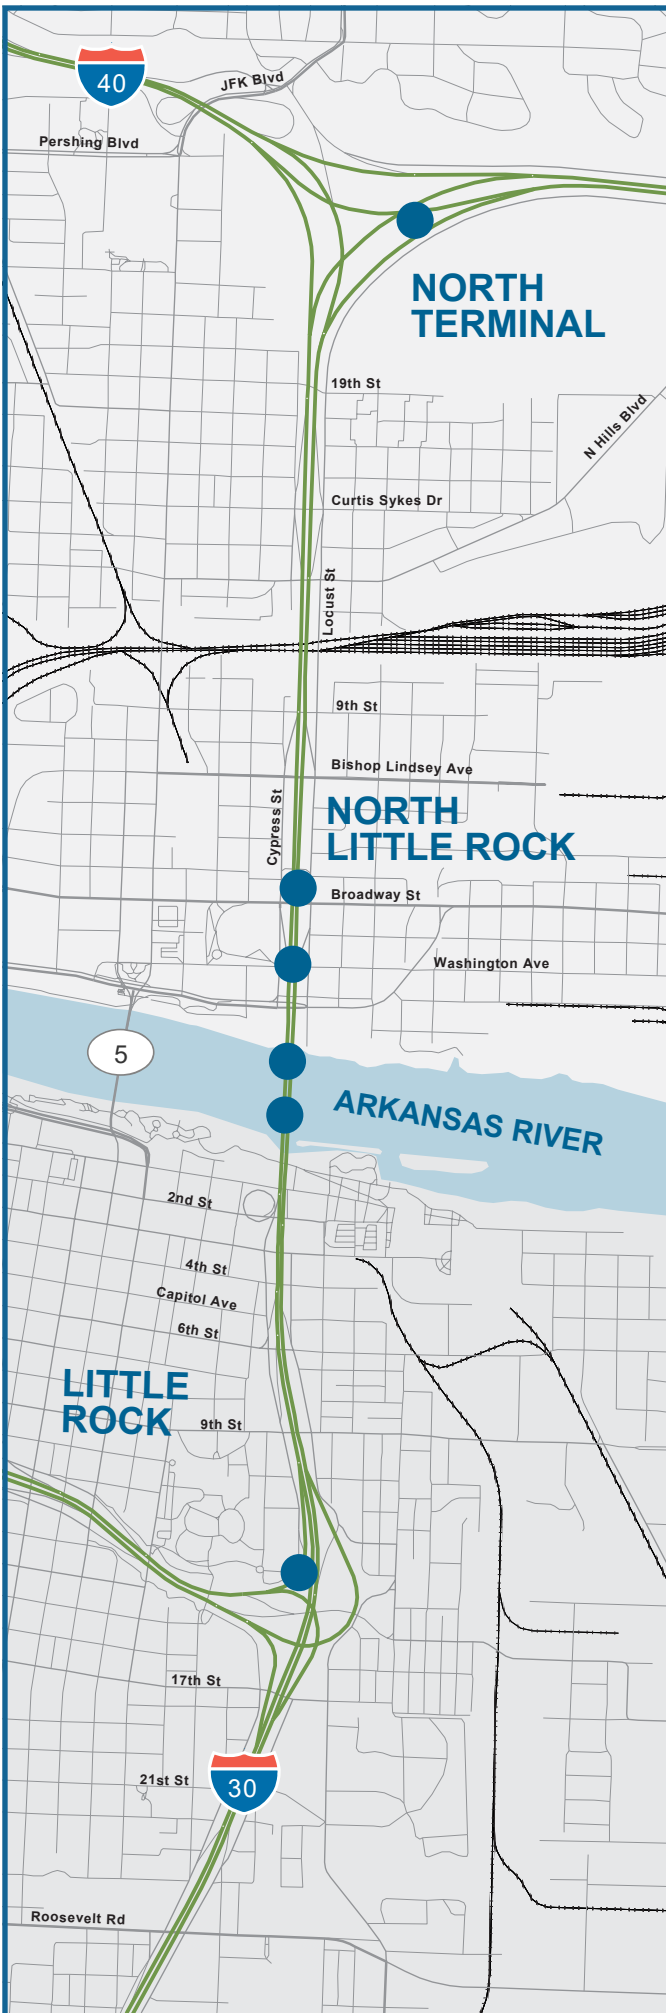 40
JFK Blvd
Pershing Blvd
NORTH
TERMINAL
19th St
N Hills Blvd
Curtis Sykes Dr
Locust St
9th St
Bishop Lindsey Ave
Cypress St
NORTH
LITTLE ROCK
Broadway St
Washington Ave
5
ARKANSAS RIVER
2nd St
4th St
Capitol Ave
6th St
LITTLE
ROCK
9th St
17th St
21st St
30
Roosevelt Rd